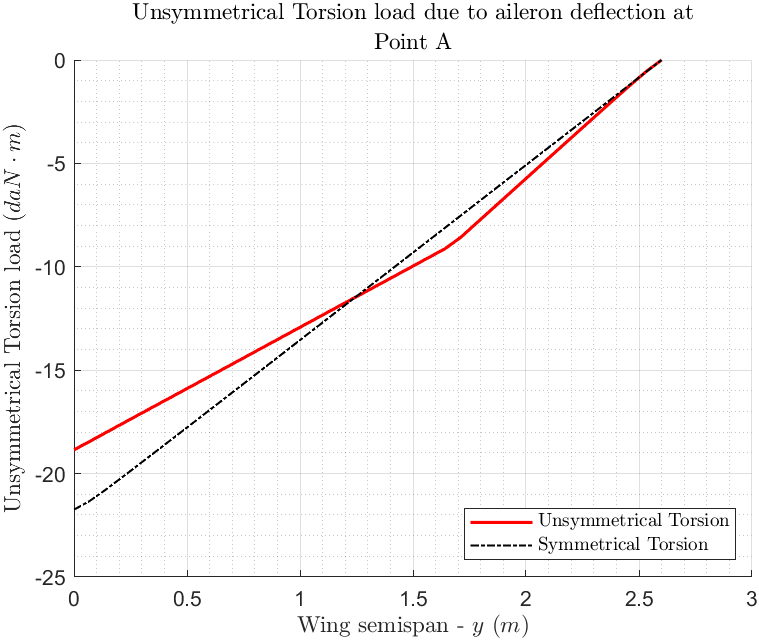 Unsymmetrical Torsion load due to aileron deflection at
Point A
Unsymmetrical Torsion load (daN · m)
0
-5
-10
-15
-20
-25
0
0.5
1
1.5
2
2.5
3
Wing semispan - y (m)
Unsymmetrical Torsion
Symmetrical Torsion